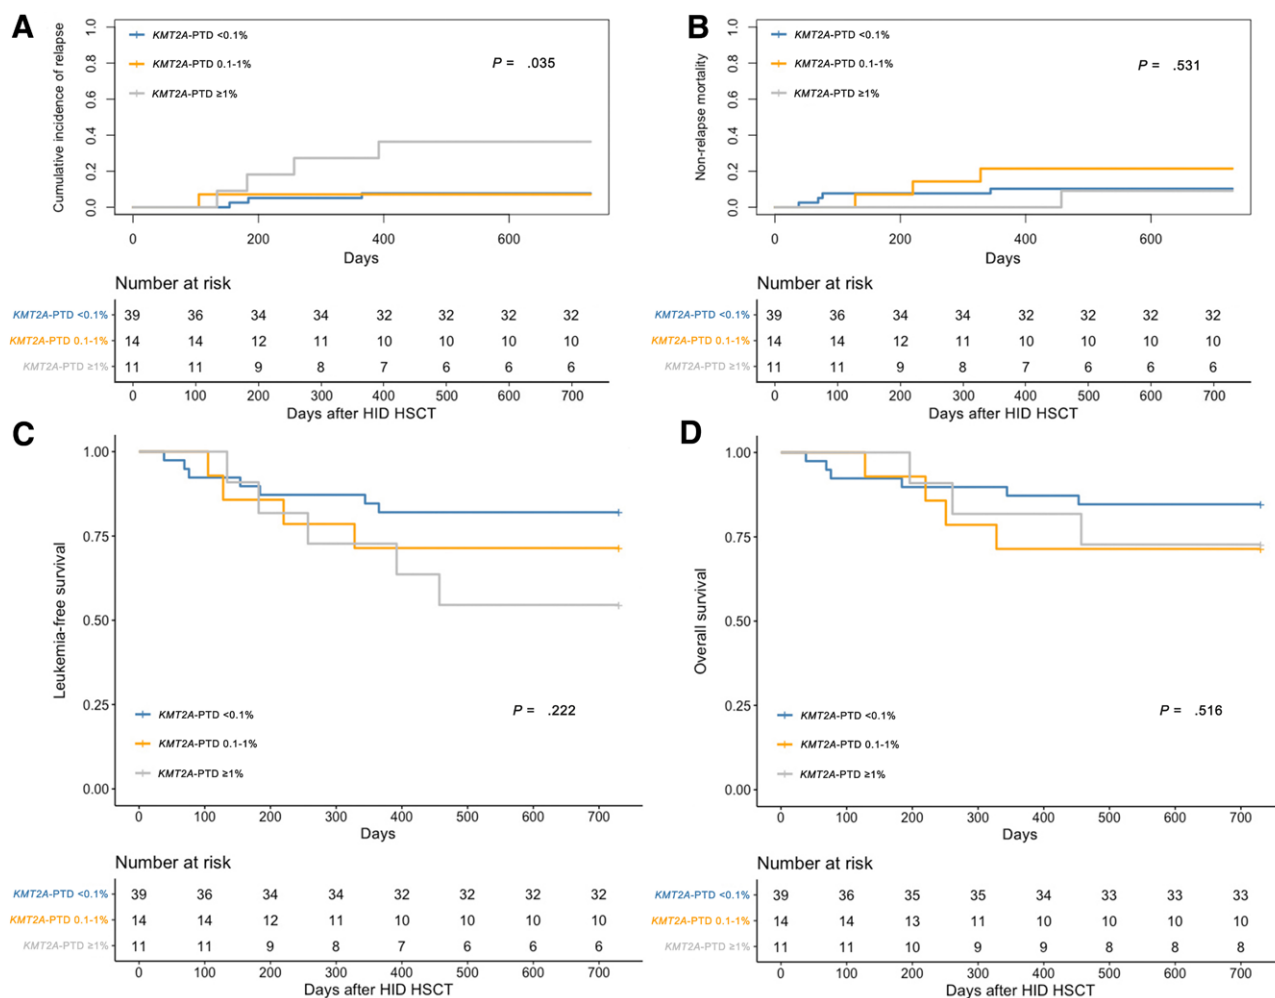 A
Cumulative incidence of relapse
1.0
0.8
0.6
0.4
0.2
0.0
KMT2A-PTD <0.1%
KMT2A-PTD 0.1-1%
KMT2A-PTD ≥1%
P = .035
0 200 400 600
Days
Number at risk
KMT2A-PTD <0.1% 39 36 34 34 32 32 32 32
KMT2A-PTD 0.1-1% 14 14 12 11 10 10 10 10
KMT2A-PTD ≥1% 11 11 9 8 7 6 6 6
0 100 200 300 400 500 600 700
Days after HID HSCT
B
Non-relapse mortality
1.0
0.8
0.6
0.4
0.2
0.0
KMT2A-PTD <0.1%
KMT2A-PTD 0.1-1%
KMT2A-PTD ≥1%
P = .531
0 200 400 600
Days
Number at risk
KMT2A-PTD <0.1% 39 36 34 34 32 32 32 32
KMT2A-PTD 0.1-1% 14 14 12 11 10 10 10 10
KMT2A-PTD ≥1% 11 11 9 8 7 6 6 6
0 100 200 300 400 500 600 700
Days after HID HSCT
C
Leukemia-free survival
1.00
0.75
0.50
0.25
0.00
KMT2A-PTD <0.1%
KMT2A-PTD 0.1-1%
KMT2A-PTD ≥1%
P = .222
0 100 200 300 400 500 600 700
Days
Number at risk
KMT2A-PTD <0.1% 39 36 34 34 32 32 32 32
KMT2A-PTD 0.1-1% 14 14 12 11 10 10 10 10
KMT2A-PTD ≥1% 11 11 9 8 7 6 6 6
0 100 200 300 400 500 600 700
Days after HID HSCT
D
Overall survival
1.00
0.75
0.50
0.25
0.00
KMT2A-PTD <0.1%
KMT2A-PTD 0.1-1%
KMT2A-PTD ≥1%
P = .516
0 100 200 300 400 500 600 700
Days
Number at risk
KMT2A-PTD <0.1% 39 36 35 35 34 33 33 33
KMT2A-PTD 0.1-1% 14 14 13 11 10 10 10 10
KMT2A-PTD ≥1% 11 11 10 9 9 8 8 8
0 100 200 300 400 500 600 700
Days after HID HSCT